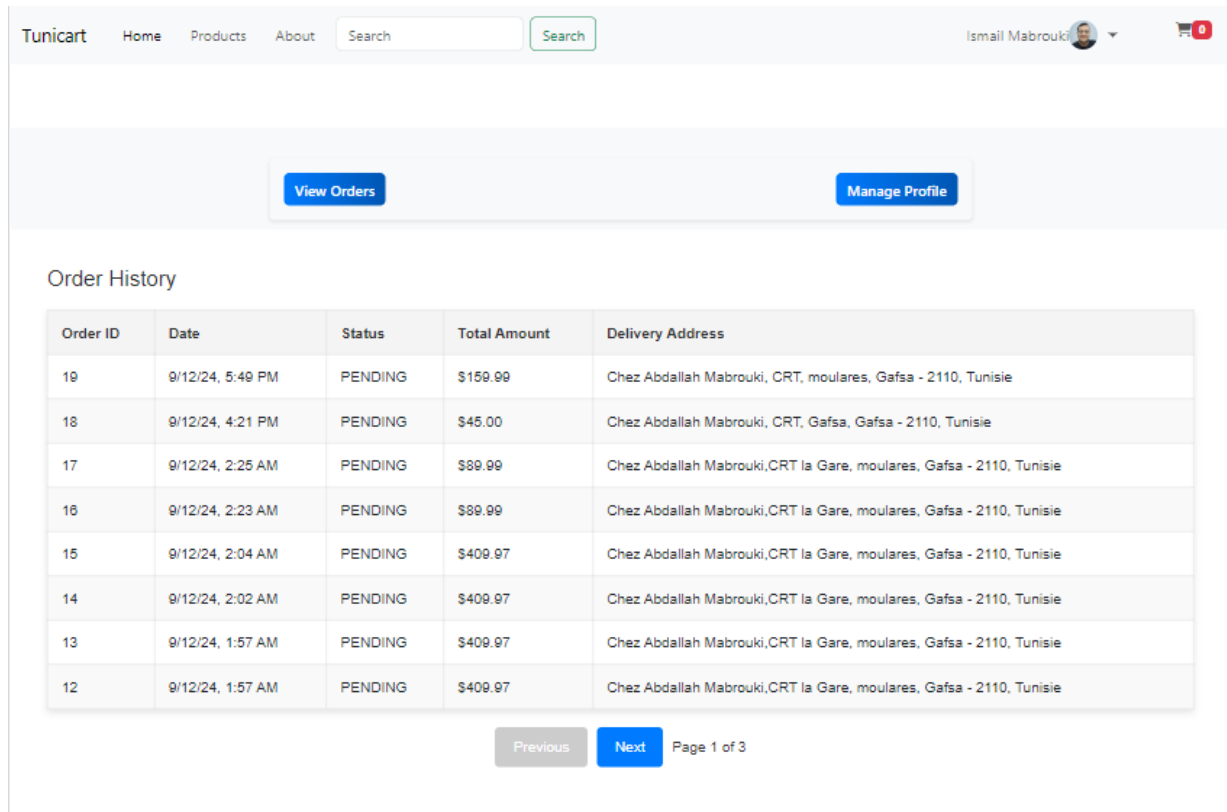 Tunicart Home Products About Search Search Ismail Mabrouki 0
View Orders Manage Profile
Order History
Order ID Date Status Total Amount Delivery Address
19 9/12/24, 5:49 PM PENDING $159.99 Chez Abdallah Mabrouki, CRT, moulares, Gafsa - 2110, Tunisie
18 9/12/24, 4:21 PM PENDING $45.00 Chez Abdallah Mabrouki, CRT, Gafsa, Gafsa - 2110, Tunisie
17 9/12/24, 2:25 AM PENDING $89.99 Chez Abdallah Mabrouki,CRT la Gare, moulares, Gafsa - 2110, Tunisie
16 9/12/24, 2:23 AM PENDING $89.99 Chez Abdallah Mabrouki,CRT la Gare, moulares, Gafsa - 2110, Tunisie
15 9/12/24, 2:04 AM PENDING $409.97 Chez Abdallah Mabrouki,CRT la Gare, moulares, Gafsa - 2110, Tunisie
14 9/12/24, 2:02 AM PENDING $409.97 Chez Abdallah Mabrouki,CRT la Gare, moulares, Gafsa - 2110, Tunisie
13 9/12/24, 1:57 AM PENDING $409.97 Chez Abdallah Mabrouki,CRT la Gare, moulares, Gafsa - 2110, Tunisie
12 9/12/24, 1:57 AM PENDING $409.97 Chez Abdallah Mabrouki,CRT la Gare, moulares, Gafsa - 2110, Tunisie
Previous Next Page 1 of 3